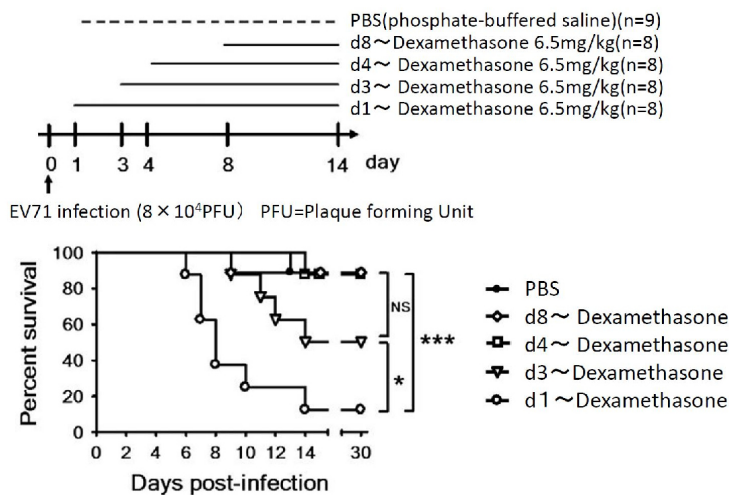 PBS(phosphate-buffered saline)(n=9)
d8～Dexamethasone 6.5mg/kg(n=8)
d4～ Dexamethasone 6.5mg/kg(n=8)
d3～ Dexamethasone 6.5mg/kg(n=8)
d1～ Dexamethasone 6.5mg/kg(n=8)
0 1 3 4 8 14 day
EV71 infection (8×10⁴PFU) PFU=Plaque forming Unit
Percent survival
100
80
60
40
20
0
0 2 4 6 8 10 12 14 30
Days post-infection
NS
***
*
PBS
d8～ Dexamethasone
d4～ Dexamethasone
d3～Dexamethasone
d1～Dexamethasone